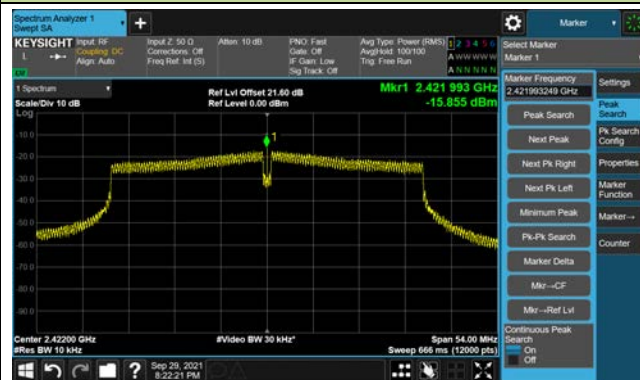 Spectrum Analyzer 1
Swept SA
Marker
KEYSIGHT
Input: RF
Coupling: DC
Align: Auto
Input Z: 50 Ω
Corrections: Off
Freq Ref: Int (S)
Atten: 10 dB
PNO: Fast
Gate: Off
IF Gain: Low
Sig Track: Off
Avg Type: Power (RMS)
Avg|Hold: 100/100
Trig: Free Run
1 2 3 4 5 6
A W W W W W
A N N N N N
L
Select Marker
Marker 1
1 Spectrum
Scale/Div 10 dB
Log
Ref Lvl Offset 21.60 dB
Ref Level 0.00 dBm
Mkr1 2.421 993 GHz
-15.855 dBm
1
-10.0
-20.0
-30.0
-40.0
-50.0
-60.0
-70.0
-80.0
-90.0
Center 2.42200 GHz
#Res BW 10 kHz
#Video BW 30 kHz*
Span 54.00 MHz
Sweep 666 ms (12000 pts)
Marker Frequency
2.421993249 GHz
Peak Search
Next Peak
Next Pk Right
Next Pk Left
Minimum Peak
Pk-Pk Search
Marker Delta
Mkr→CF
Mkr→Ref Lvl
Continuous Peak
Search
On
Off
Settings
Peak
Search
Pk Search
Config
Properties
Marker
Function
Marker→
Counter
Sep 29, 2021
8:22:21 PM